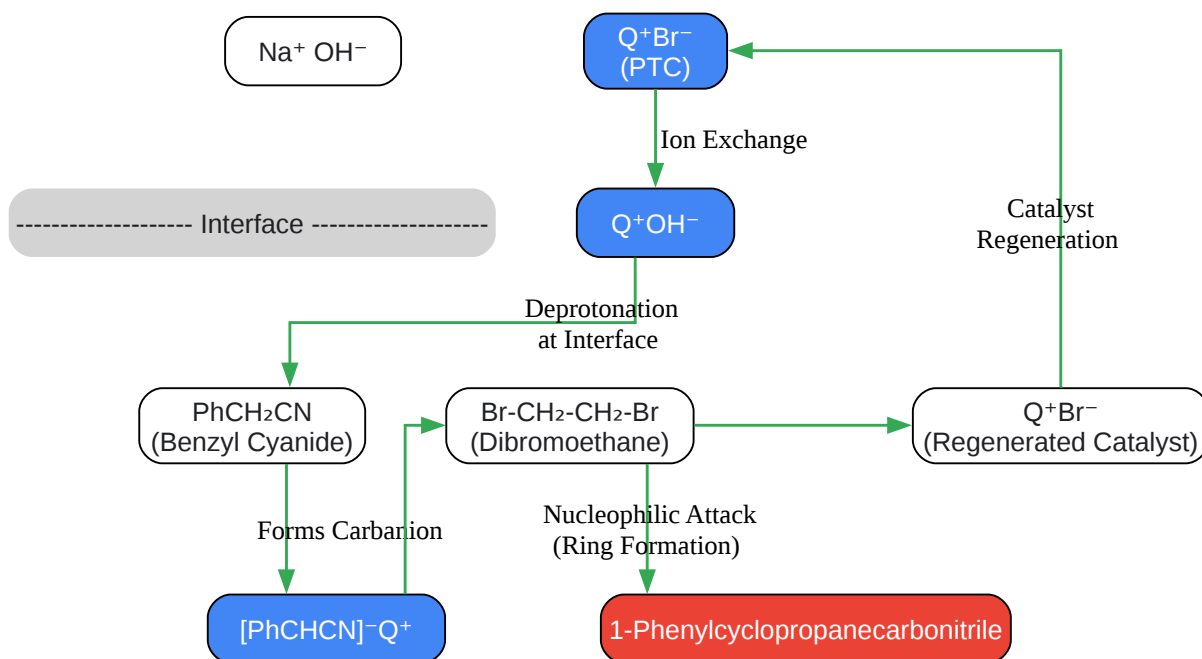 Na⁺ OH⁻
Q⁺Br⁻
(PTC)
Ion Exchange
-------------------- Interface --------------------
Q⁺OH⁻
Catalyst
Regeneration
Deprotonation
at Interface
PhCH₂CN
(Benzyl Cyanide)
Br-CH₂-CH₂-Br
(Dibromoethane)
Q⁺Br⁻
(Regenerated Catalyst)
Forms Carbanion
Nucleophilic Attack
(Ring Formation)
[PhCHCN]⁻Q⁺
1-Phenylcyclopropanecarbonitrile